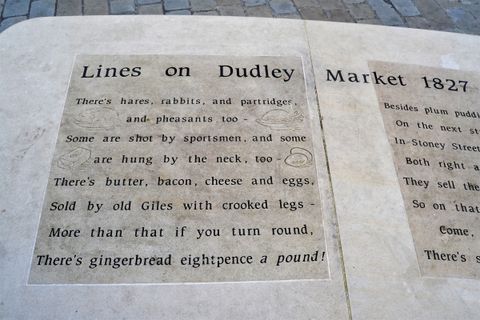 Lines on Dudley Market 1827
There's hares, rabbits, and partridges,
and pheasants too -
Some are shot by sportsmen, and some
are hung by the neck, too -
There's butter, bacon, cheese and eggs,
Sold by old Giles with crooked legs -
More than that if you turn round,
There's gingerbread eightpence a pound!
Besides plum
On the next
In Stoney Street
Both right
They sell the
So on that
Come,
There's